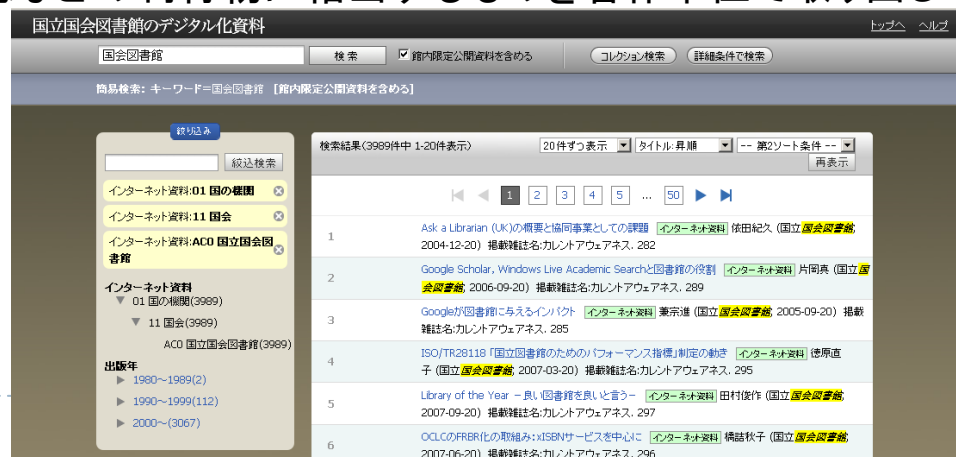 国立国会図書館のデジタル化資料
トップへ ヘルプ
国会図書館 検 索 館内限定公開資料を含める コレクション検索 詳細条件で検索
簡易検索: キーワード=国会図書館 [館内限定公開資料を含める]
絞り込み
絞込検索
インターネット資料:01 国の機関
インターネット資料:11 国会
インターネット資料:AC0 国立国会図
書館
インターネット資料
01 国の機関(3989)
11 国会(3989)
AC0 国立国会図書館(3989)
出版年
1980~1989(2)
1990~1999(112)
2000~(3067)
検索結果(3989件中 1-20件表示) 20件ずつ表示 タイトル:昇順 -- 第2ソート条件 --
再表示
1 2 3 4 5 ... 50
1 Ask a Librarian (UK)の概要と協同事業としての課題 インターネット資料 依田紀久 (国立国会図書館,
2004-12-20) 掲載雑誌名:カレントアウェアネス. 282
2 Google Scholar, Windows Live Academic Searchと図書館の役割 インターネット資料 片岡真 (国立国
会図書館, 2006-09-20) 掲載雑誌名:カレントアウェアネス. 289
3 Googleが図書館に与えるインパクト インターネット資料 兼宗進 (国立国会図書館, 2005-09-20) 掲載
雑誌名:カレントアウェアネス. 285
4 ISO/TR28118「国立図書館のためのパフォーマンス指標」制定の動き インターネット資料 徳原直
子 (国立国会図書館, 2007-03-20) 掲載雑誌名:カレントアウェアネス. 295
5 Library of the Year －良い図書館を良いと言う－ インターネット資料 田村俊作 (国立国会図書館,
2007-09-20) 掲載雑誌名:カレントアウェアネス. 297
6 OCLCのFRBR化の取組み:xISBNサービスを中心に インターネット資料 橋詰秋子 (国立国会図書館,
2007-06-20) 掲載雑誌名:カレントアウェアネス. 296